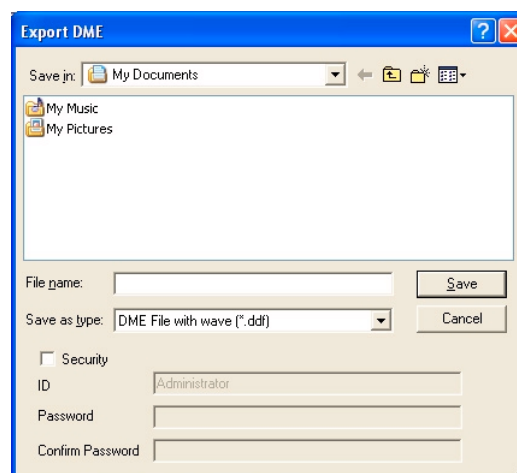 Export DME
Save in: My Documents
My Music
My Pictures
File name: Save
Save as type: DME File with wave (*.ddf) Cancel
Security
ID Administrator
Password
Confirm Password